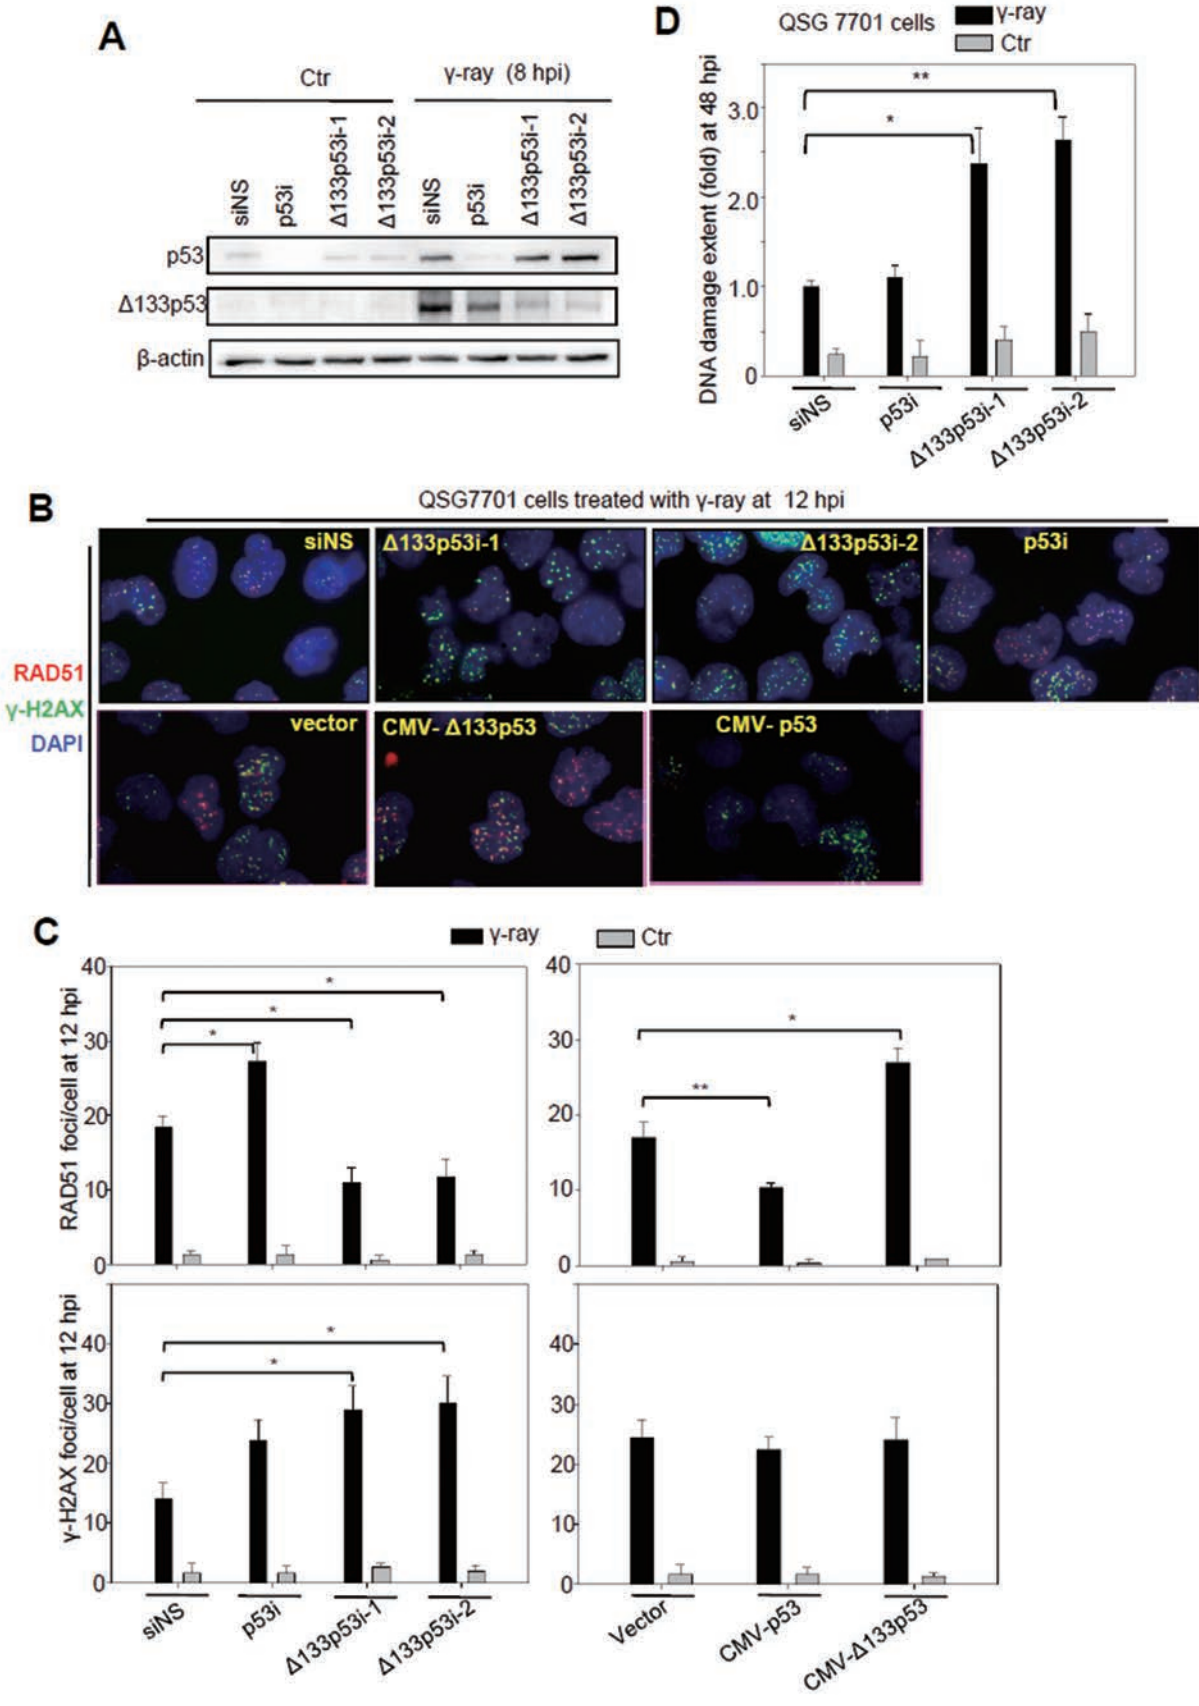 A
Ctr
γ-ray (8 hpi)
siNS
p53i
Δ133p53i-1
Δ133p53i-2
siNS
p53i
Δ133p53i-1
Δ133p53i-2
p53
Δ133p53
β-actin
D
QSG 7701 cells
γ-ray
Ctr
DNA damage extent (fold) at 48 hpi
3.0
2.0
1.0
0
**
*
siNS
p53i
Δ133p53i-1
Δ133p53i-2
B
QSG7701 cells treated with γ-ray at 12 hpi
siNS
Δ133p53i-1
Δ133p53i-2
p53i
RAD51
γ-H2AX
DAPI
vector
CMV- Δ133p53
CMV- p53
C
γ-ray
Ctr
RAD51 foci/cell at 12 hpi
40
30
20
10
0
*
*
*
40
30
20
10
0
*
**
γ-H2AX foci/cell at 12 hpi
40
30
20
10
0
*
*
siNS
p53i
Δ133p53i-1
Δ133p53i-2
40
30
20
10
0
Vector
CMV-p53
CMV-Δ133p53